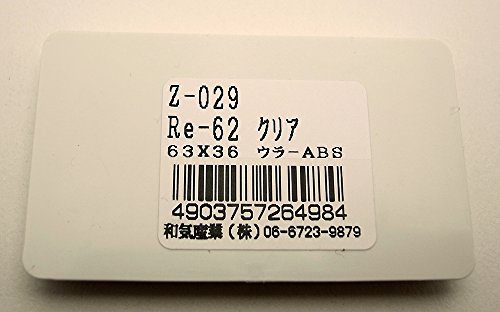 Z-029
Re-62 クリア
63X36 ウラ-ABS
4903757264984
和気産業(株)06-6723-9879